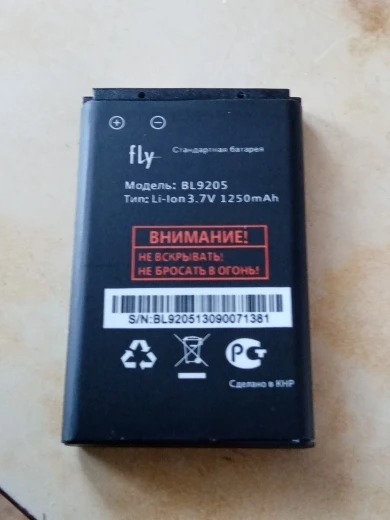 fly Стандартная батарея
Модель: BL9205
Тип: Li-Ion 3.7V 1250mAh
ВНИМАНИЕ!
НЕ ВСКРЫВАТЬ!
НЕ БРОСАТЬ В ОГОНЬ!
S/N:BL920513090071381
Сделано в КНР